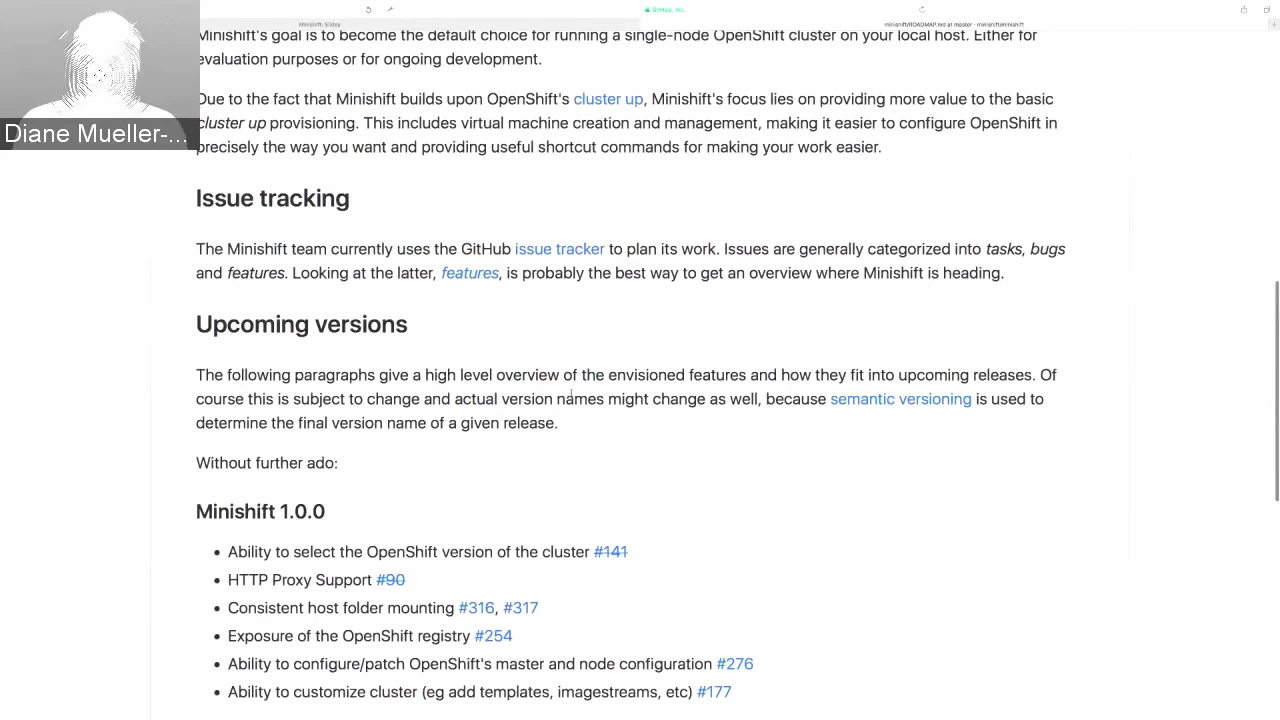 GitHub, Inc.
Minishift Slides
minishift/ROADMAP.md at master · minishift/minishift
Minishift's goal is to become the default choice for running a single-node OpenShift cluster on your local host. Either for
evaluation purposes or for ongoing development.
Due to the fact that Minishift builds upon OpenShift's cluster up, Minishift's focus lies on providing more value to the basic
cluster up provisioning. This includes virtual machine creation and management, making it easier to configure OpenShift in
precisely the way you want and providing useful shortcut commands for making your work easier.
Diane Mueller-...
Issue tracking
The Minishift team currently uses the GitHub issue tracker to plan its work. Issues are generally categorized into tasks, bugs
and features. Looking at the latter, features, is probably the best way to get an overview where Minishift is heading.
Upcoming versions
The following paragraphs give a high level overview of the envisioned features and how they fit into upcoming releases. Of
course this is subject to change and actual version names might change as well, because semantic versioning is used to
determine the final version name of a given release.
Without further ado:
Minishift 1.0.0
• Ability to select the OpenShift version of the cluster #141
• HTTP Proxy Support #90
• Consistent host folder mounting #316, #317
• Exposure of the OpenShift registry #254
• Ability to configure/patch OpenShift's master and node configuration #276
• Ability to customize cluster (eg add templates, imagestreams, etc) #177